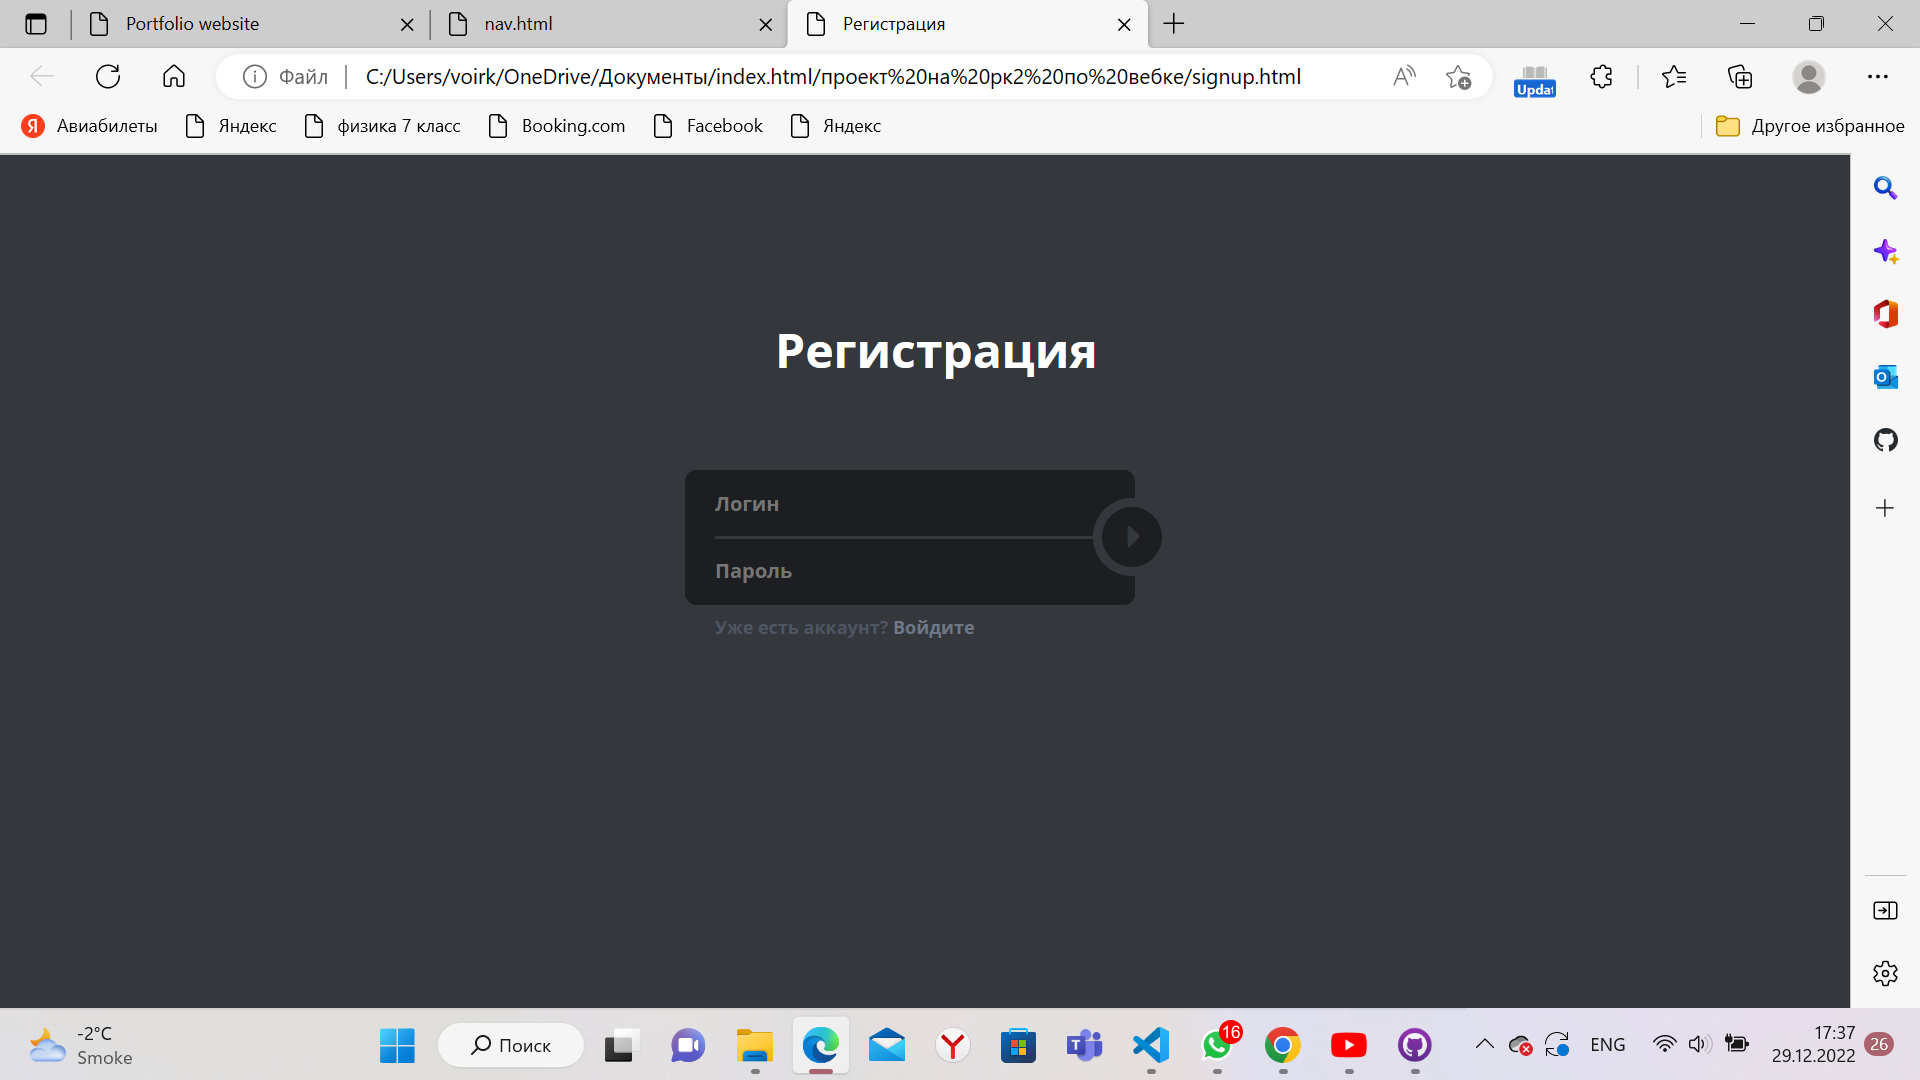 Portfolio website
nav.html
Регистрация
Файл
C:/Users/voirk/OneDrive/Документы/index.html/проект%20на%20рк2%20по%20вебке/signup.html
Updat
Я Авиабилеты
Яндекс
физика 7 класс
Booking.com
Facebook
Яндекс
Другое избранное
Регистрация
Логин
Пароль
Уже есть аккаунт? Войдите
-2°C
Smoke
Поиск
16
ENG
17:37
29.12.2022
26